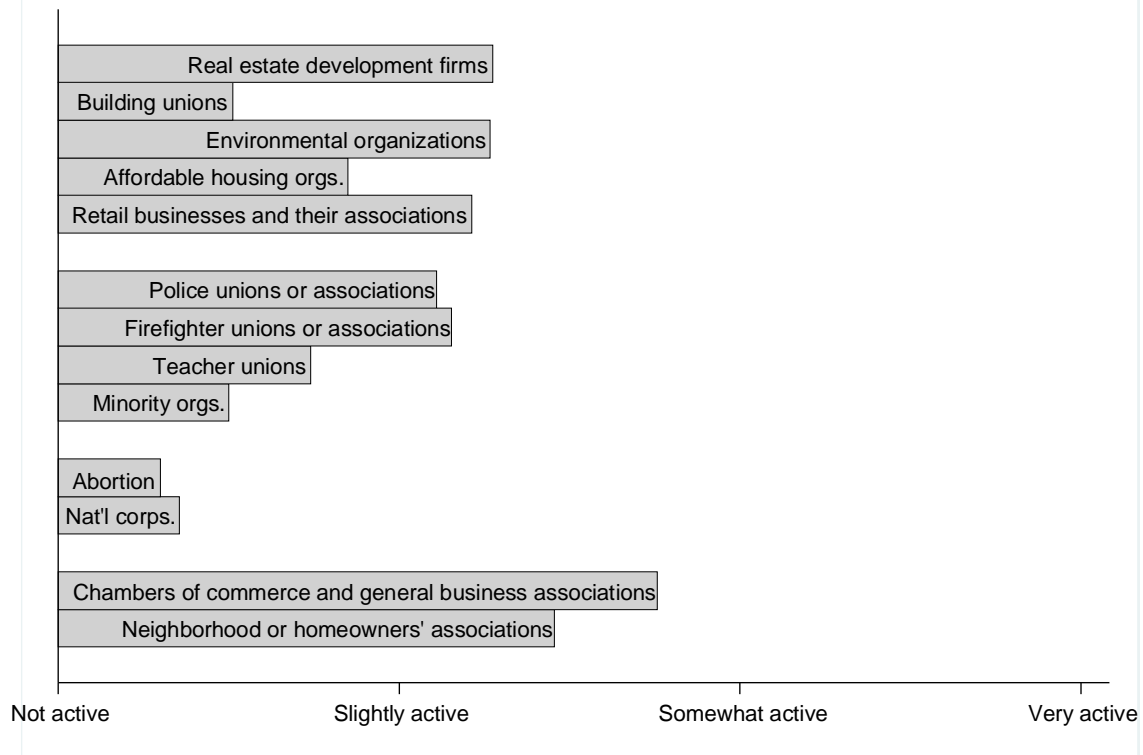 Real estate development firms
Building unions
Environmental organizations
Affordable housing orgs.
Retail businesses and their associations
Police unions or associations
Firefighter unions or associations
Teacher unions
Minority orgs.
Abortion
Nat'l corps.
Chambers of commerce and general business associations
Neighborhood or homeowners' associations
Not active Slightly active Somewhat active Very active